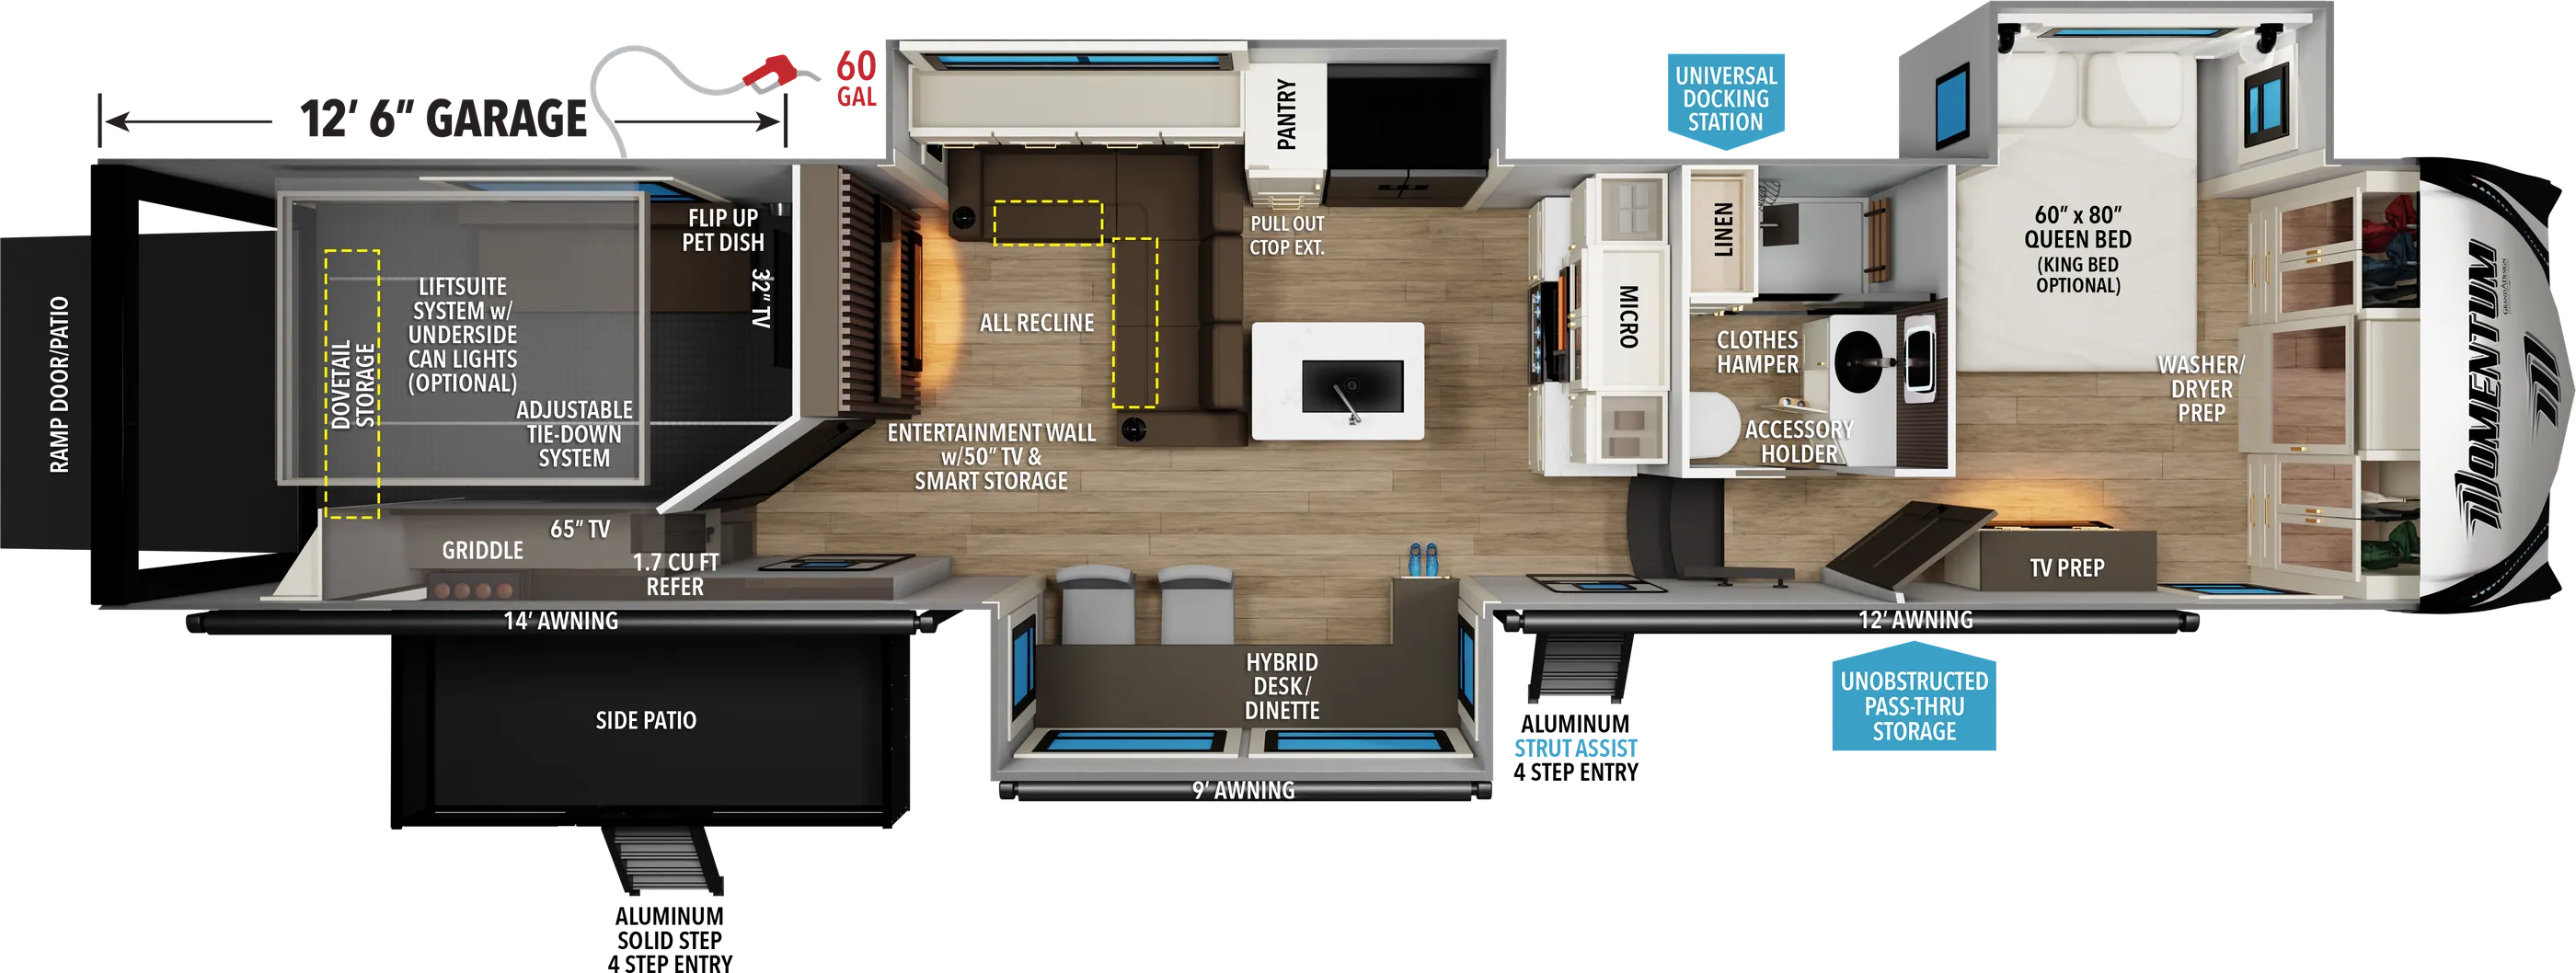 12' 6" GARAGE
60
GAL
RAMP DOOR/PATIO
DOVETAIL
STORAGE
LIFTSUITE
SYSTEM w/
UNDERSIDE
CAN LIGHTS
(OPTIONAL)
ADJUSTABLE
TIE-DOWN
SYSTEM
FLIP UP
PET DISH
32" TV
65" TV
GRIDDLE
1.7 CU FT
REFER
14' AWNING
SIDE PATIO
ALUMINUM
SOLID STEP
4 STEP ENTRY
ALL RECLINE
ENTERTAINMENT WALL
w/50" TV &
SMART STORAGE
PANTRY
PULL OUT
CTOP EXT.
HYBRID
DESK/
DINETTE
9' AWNING
MICRO
ALUMINUM
STRUT ASSIST
4 STEP ENTRY
UNIVERSAL
DOCKING
STATION
LINEN
CLOTHES
HAMPER
ACCESSORY
HOLDER
12' AWNING
UNOBSTRUCTED
PASS-THRU
STORAGE
60" x 80"
QUEEN BED
(KING BED
OPTIONAL)
WASHER/
DRYER
PREP
TV PREP
MOMENTUM
GRAND DESIGN